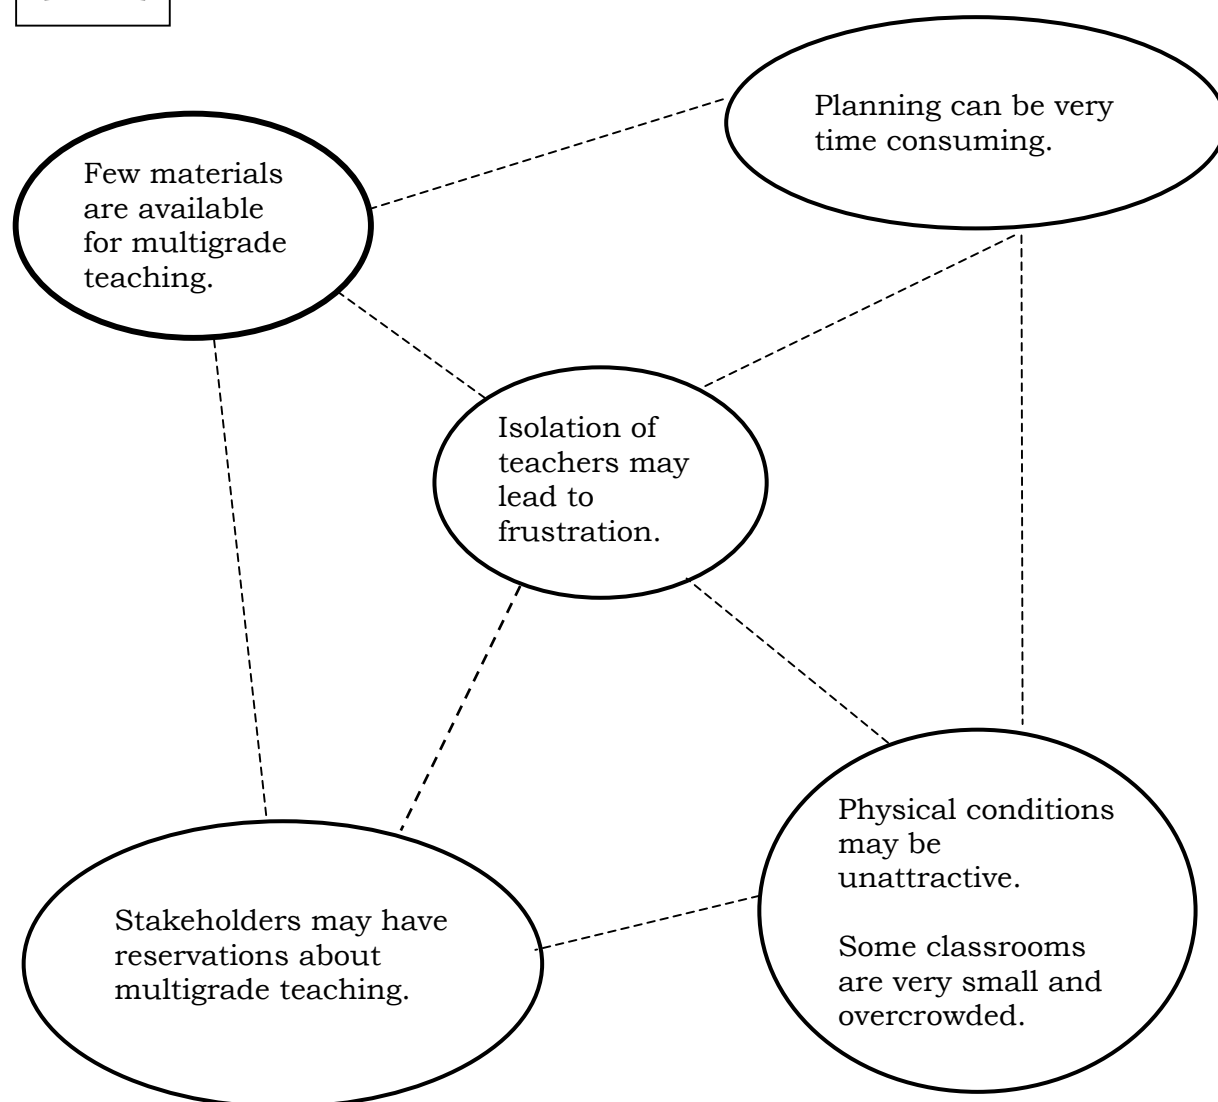 Planning can be very
time consuming.
Few materials
are available
for multigrade
teaching.
Isolation of
teachers may
lead to
frustration.
Physical conditions
may be
unattractive.
Some classrooms
are very small and
overcrowded.
Stakeholders may have
reservations about
multigrade teaching.